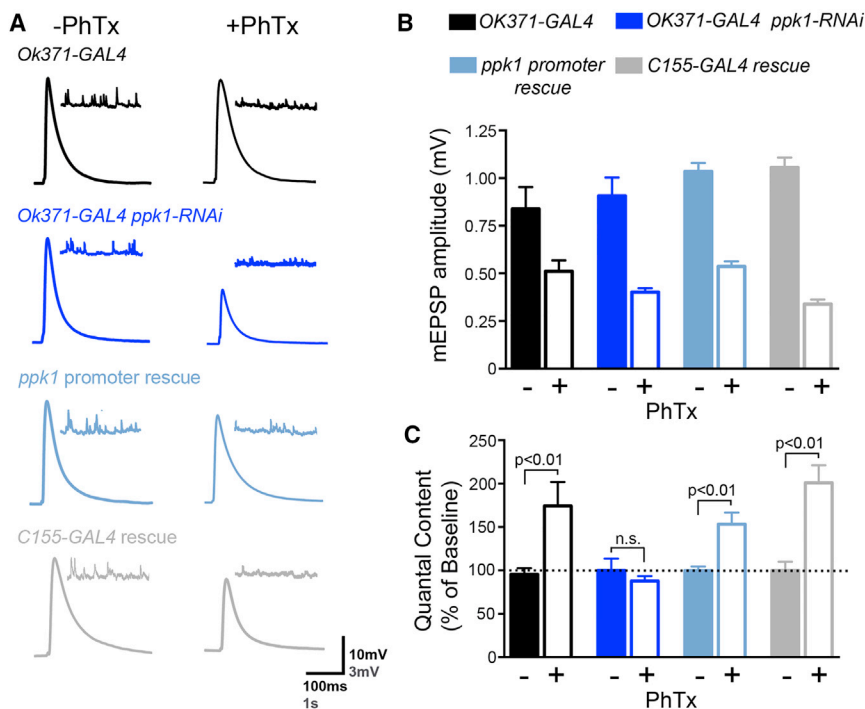 A
-PhTx +PhTx
Ok371-GAL4
Ok371-GAL4 ppk1-RNAi
ppk1 promoter rescue
C155-GAL4 rescue
10mV
3mV
100ms
1s
B
OK371-GAL4 OK371-GAL4 ppk1-RNAi
ppk1 promoter
rescue
C155-GAL4 rescue
mEPSP amplitude (mV)
1.25
1.00
0.75
0.50
0.25
- + - + - + - +
PhTx
C
Quantal Content
(% of Baseline)
250
200
150
100
50
0
p<0.01
n.s.
p<0.01
p<0.01
- + - + - + - +
PhTx